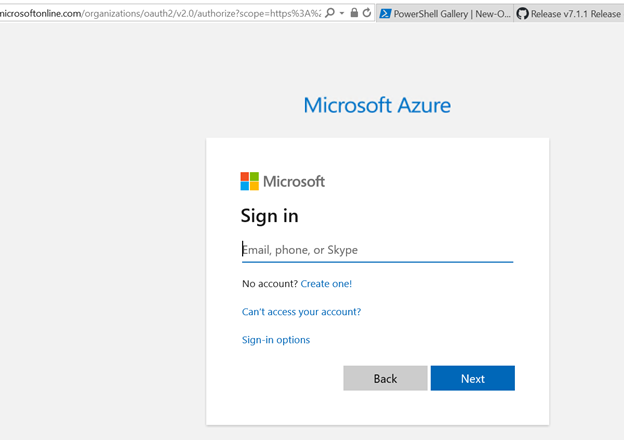 microsoftonline.com/organizations/oauth2/v2.0/authorize?scope=https%3A%2
PowerShell Gallery | New-O...
Release v7.1.1 Release
Microsoft Azure
Microsoft
Sign in
Email, phone, or Skype
No account? Create one!
Can't access your account?
Sign-in options
Back
Next